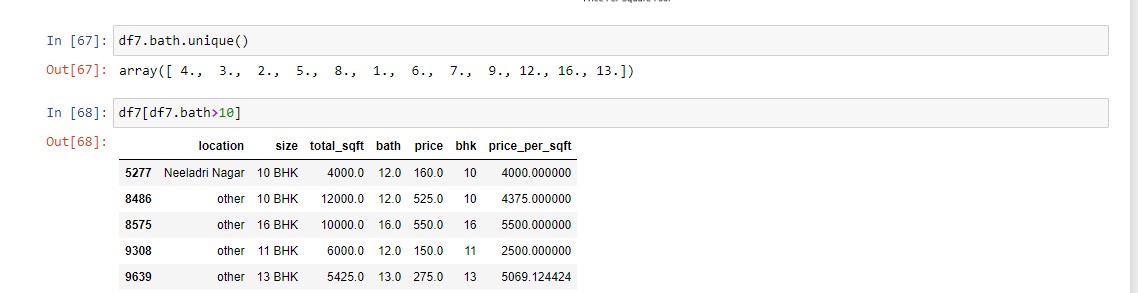 In [67]: df7.bath.unique()
Out[67]: array([ 4.,  3.,  2.,  5.,  8.,  1.,  6.,  7.,  9., 12., 16., 13.])
In [68]: df7[df7.bath>10]
Out[68]:
location size total_sqft bath price bhk price_per_sqft
5277 Neeladri Nagar 10 BHK 4000.0 12.0 160.0 10 4000.000000
8486 other 10 BHK 12000.0 12.0 525.0 10 4375.000000
8575 other 16 BHK 10000.0 16.0 550.0 16 5500.000000
9308 other 11 BHK 6000.0 12.0 150.0 11 2500.000000
9639 other 13 BHK 5425.0 13.0 275.0 13 5069.124424